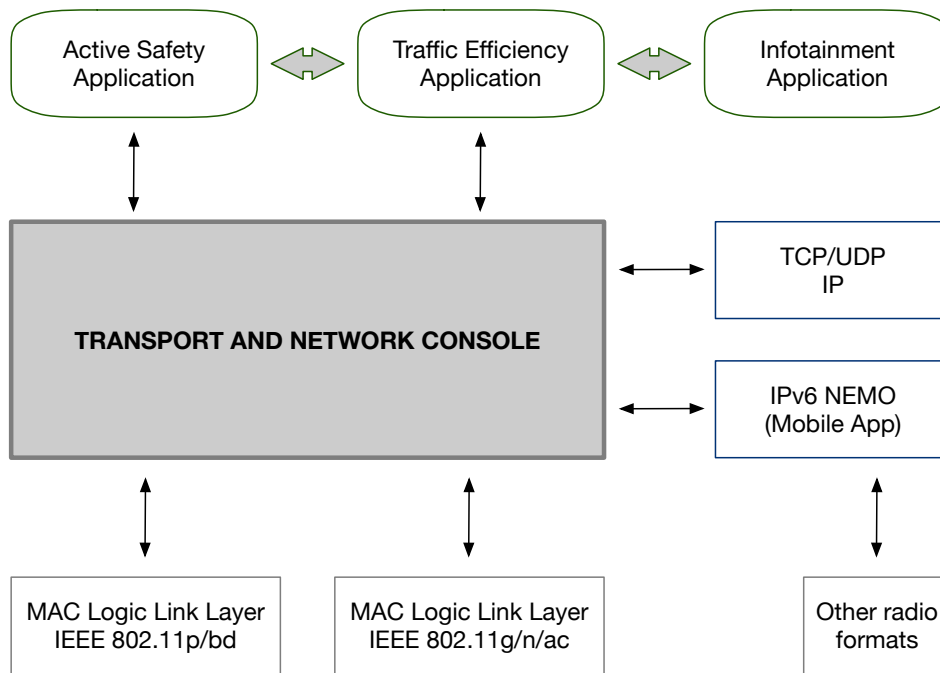 Active Safety
Application
Traffic Efficiency
Application
Infotainment
Application
TRANSPORT AND NETWORK CONSOLE
TCP/UDP
IP
IPv6 NEMO
(Mobile App)
MAC Logic Link Layer
IEEE 802.11p/bd
MAC Logic Link Layer
IEEE 802.11g/n/ac
Other radio
formats